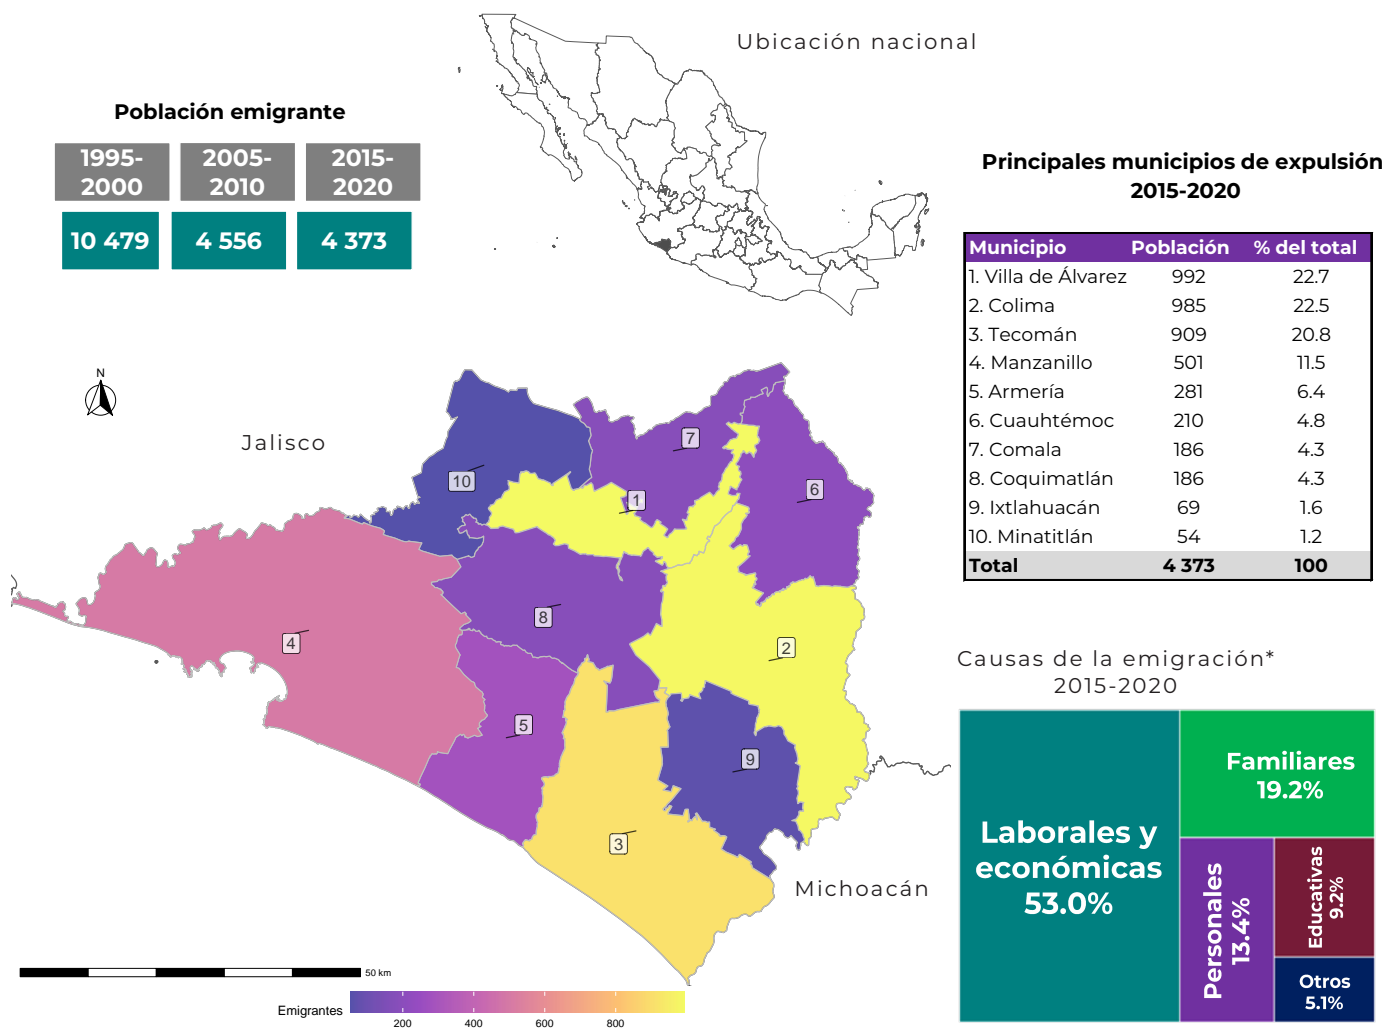 Ubicación nacional
Población emigrante
1995-
2000
2005-
2010
2015-
2020
10 479
4 556
4 373
Principales municipios de expulsión
2015-2020
Municipio Población % del total
1. Villa de Álvarez 992 22.7
2. Colima 985 22.5
3. Tecomán 909 20.8
4. Manzanillo 501 11.5
5. Armería 281 6.4
6. Cuauhtémoc 210 4.8
7. Comala 186 4.3
8. Coquimatlán 186 4.3
9. Ixtlahuacán 69 1.6
10. Minatitlán 54 1.2
Total 4 373 100
N
Jalisco
7
10
6
1
8
4
2
5
9
3
Michoacán
50 km
Emigrantes
200 400 600 800
Causas de la emigración*
2015-2020
Laborales y
económicas
53.0%
Familiares
19.2%
Personales
13.4%
Educativas
9.2%
Otros
5.1%